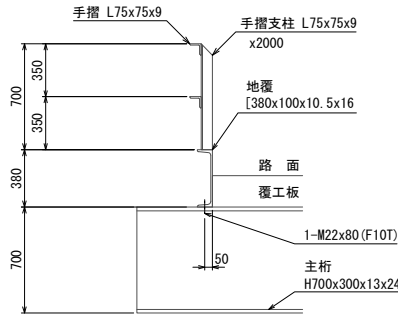 手摺 L75x75x9
手摺支柱 L75x75x9
x2000
350
700
地覆
[380x100x10.5x16
350
380
路 面
覆工板
1-M22x80(F10T)
50
700
主桁
H700x300x13x24